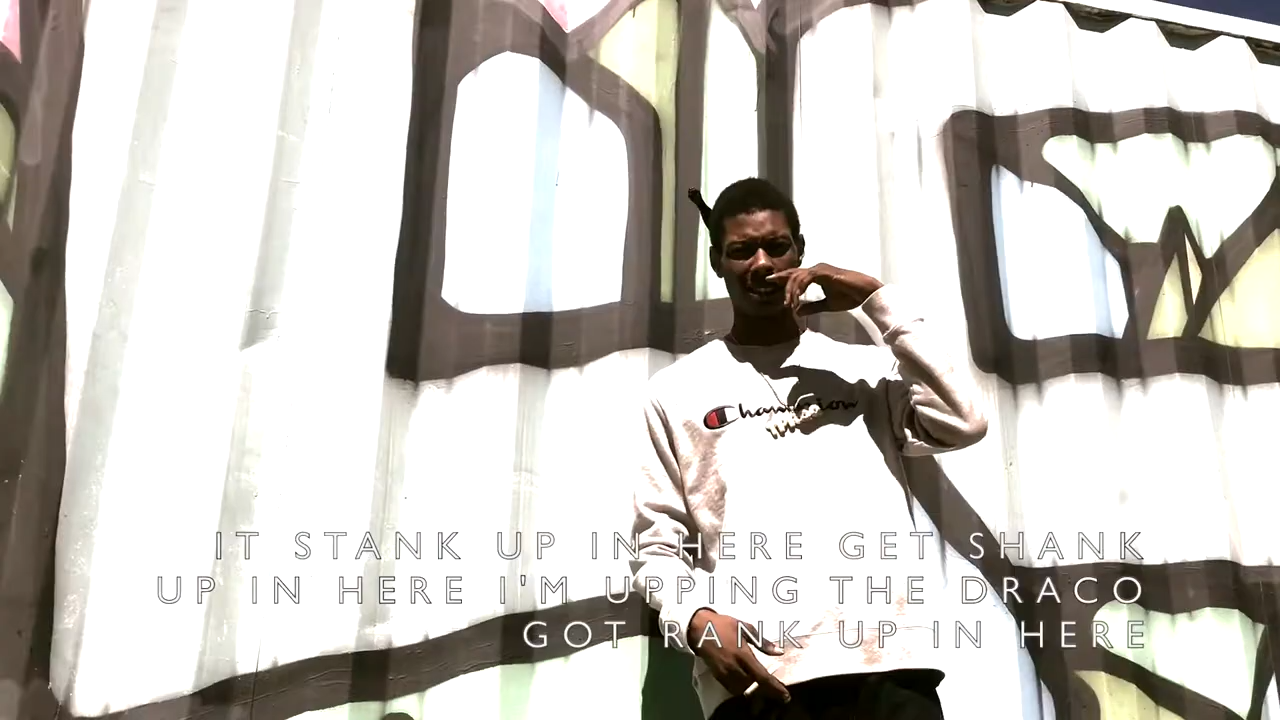 Champion
IT STANK UP IN HERE GET SHANK
UP IN HERE I'M UPPING THE DRACO
GOT RANK UP IN HERE